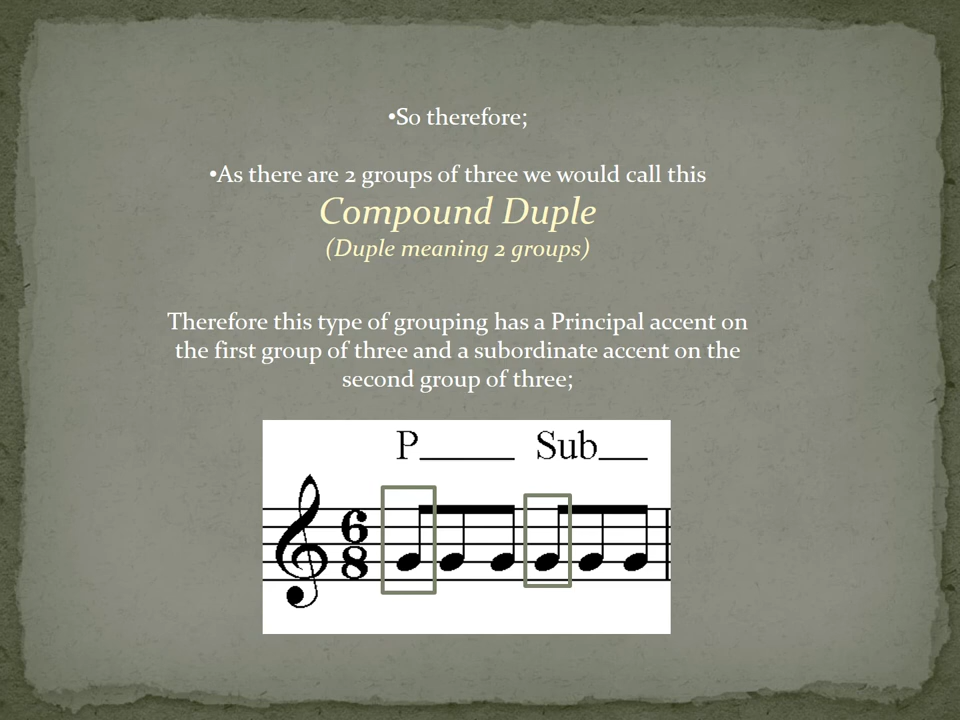 •So therefore;
•As there are 2 groups of three we would call this
Compound Duple
(Duple meaning 2 groups)
Therefore this type of grouping has a Principal accent on
the first group of three and a subordinate accent on the
second group of three;
P_____ Sub___
6
8